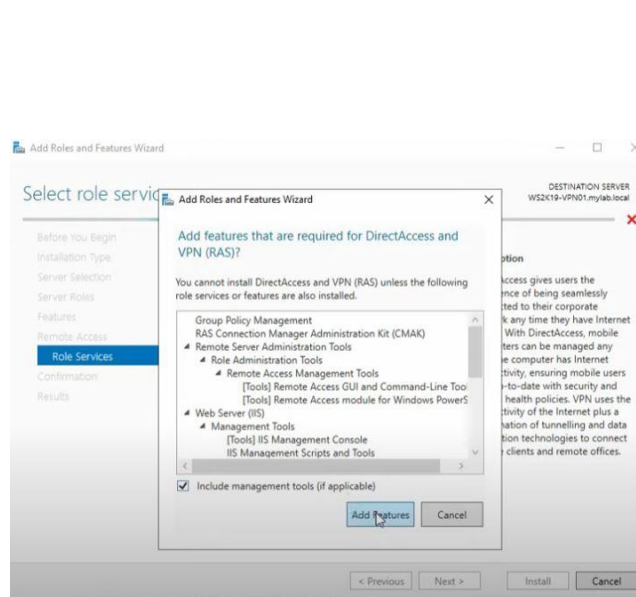 Add Roles and Features Wizard
Select role servic
DESTINATION SERVER
WS2K19-VPN01.mylab.local
Before You Begin
Installation Type
Server Selection
Server Roles
Features
Remote Access
Role Services
Confirmation
Results
Add Roles and Features Wizard
Add features that are required for DirectAccess and
VPN (RAS)?
You cannot install DirectAccess and VPN (RAS) unless the following
role services or features are also installed.
Group Policy Management
RAS Connection Manager Administration Kit (CMAK)
Remote Server Administration Tools
Role Administration Tools
Remote Access Management Tools
[Tools] Remote Access GUI and Command-Line Too
[Tools] Remote Access module for Windows PowerS
Web Server (IIS)
Management Tools
[Tools] IIS Management Console
IIS Management Scripts and Tools
Include management tools (if applicable)
Add Features
Cancel
ption
Access gives users the
nce of being seamlessly
cted to their corporate
k any time they have Internet
With DirectAccess, mobile
ters can be managed any
e computer has Internet
tivity, ensuring mobile users
-to-date with security and
health policies. VPN uses the
tivity of the Internet plus a
nation of tunnelling and data
tion technologies to connect
clients and remote offices.
< Previous
Next >
Install
Cancel